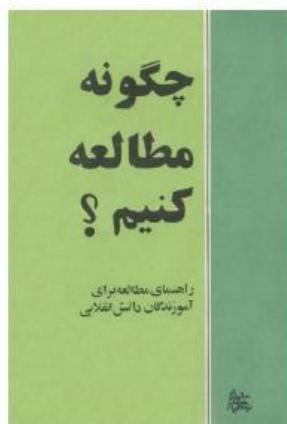 چگونه
مطالعه
کنیم ؟
راهنمای مطالعه برای
آموزندگان دانش انقلابی